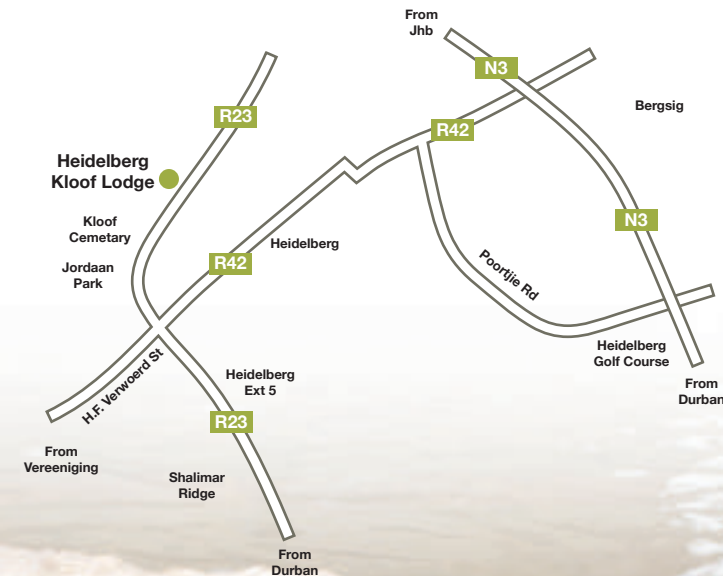 From
Jhb
N3
Bergsig
R23
R42
Heidelberg
Kloof Lodge
Kloof
Cemetary
N3
Heidelberg
Jordaan
Park
R42
Poortjie Rd
Heidelberg
Golf Course
H.F. Verwoerd St
Heidelberg
Ext 5
From
Durban
R23
From
Vereeniging
Shalimar
Ridge
From
Durban